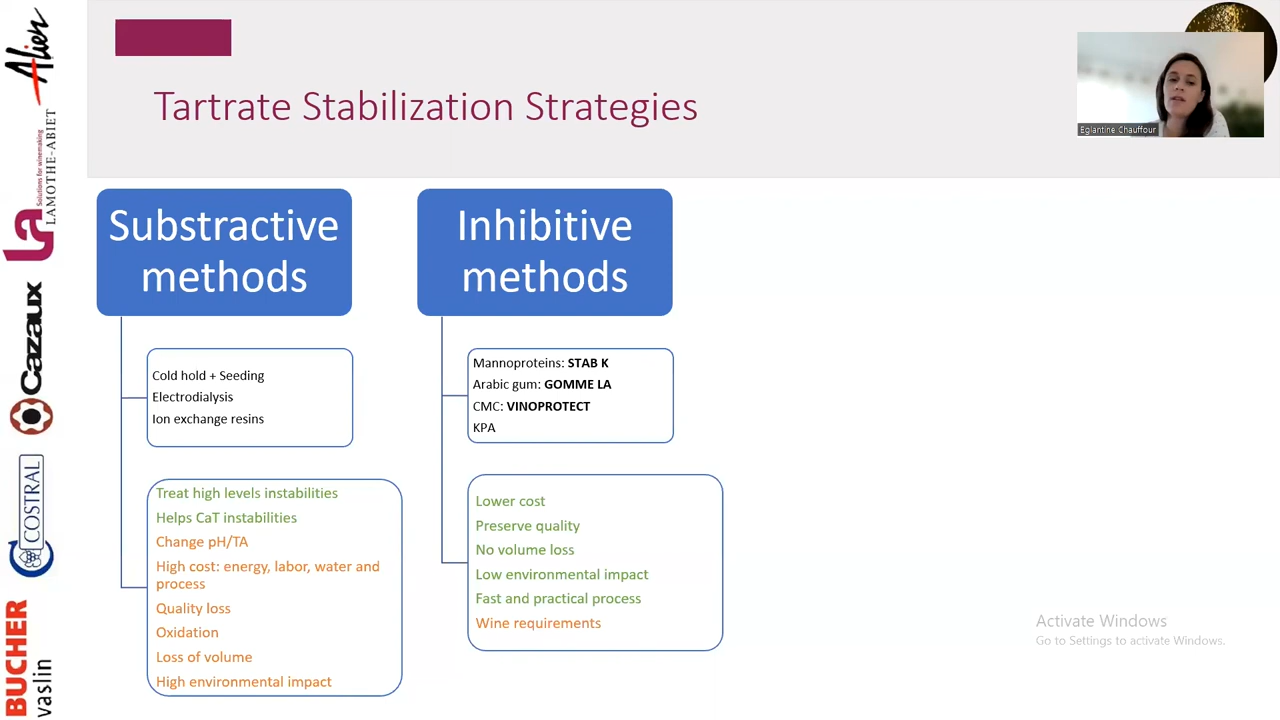 Alien
Solutions for winemaking
LAMOTHE-ABIET
La
Cazaux
COSTRAL
BUCHER
vaslin
Tartrate Stabilization Strategies
Eglantine Chauffour
Substractive
methods
Cold hold + Seeding
Electrodialysis
Ion exchange resins
Treat high levels instabilities
Helps CaT instabilities
Change pH/TA
High cost: energy, labor, water and
process
Quality loss
Oxidation
Loss of volume
High environmental impact
Inhibitive
methods
Mannoproteins: STAB K
Arabic gum: GOMME LA
CMC: VINOPROTECT
KPA
Lower cost
Preserve quality
No volume loss
Low environmental impact
Fast and practical process
Wine requirements
Activate Windows
Go to Settings to activate Windows.